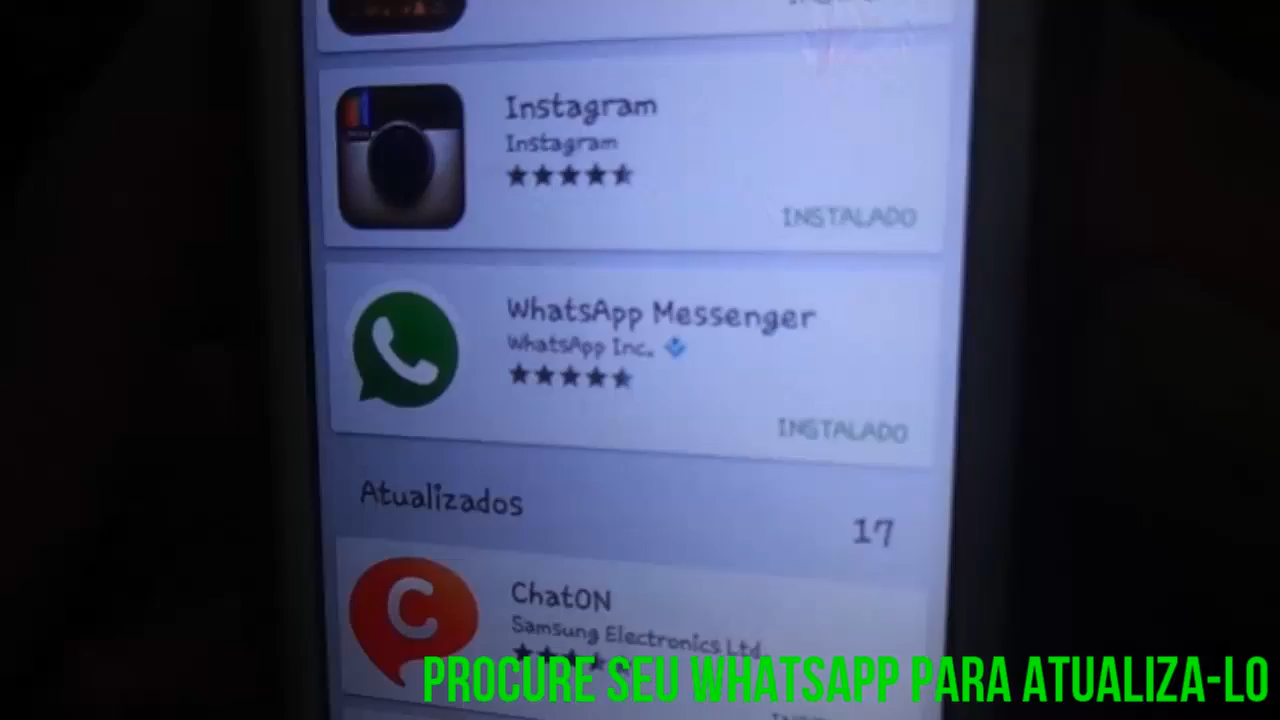 Instagram
Instagram
INSTALADO
WhatsApp Messenger
WhatsApp Inc.
INSTALADO
Atualizados
17
C
ChatON
Samsung Electronics Ltd.
PROCURE SEU WHATSAPP PARA ATUALIZA-LO